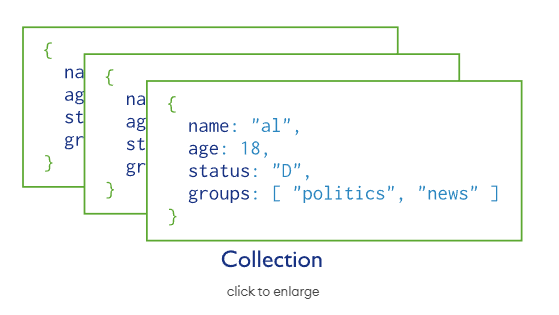 {
na
ag
st
gr
}
{
na
ag
st
gr
}
{
name: "al",
age: 18,
status: "D",
groups: [ "politics", "news" ]
}
Collection
click to enlarge